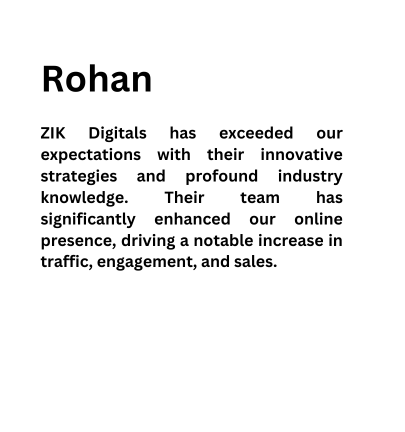 Rohan
ZIK Digitals has exceeded our
expectations with their innovative
strategies and profound industry
knowledge. Their team has
significantly enhanced our online
presence, driving a notable increase in
traffic, engagement, and sales.